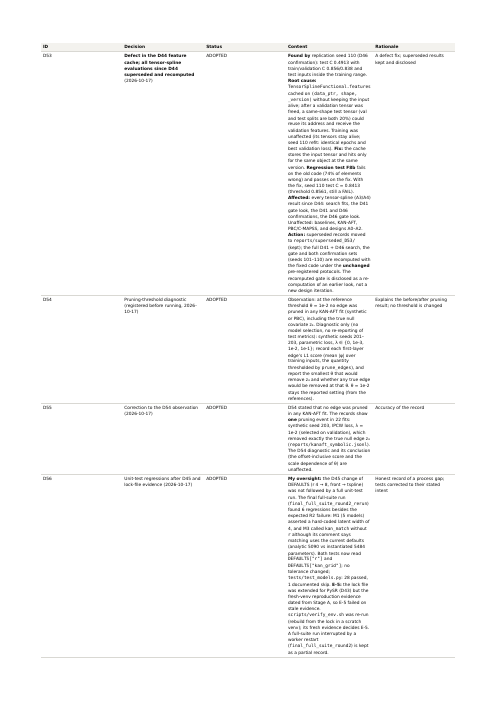 ID Decision Status Content Rationale
D53 Defect in the D44 feature cache; all tensor-spline evaluations since D44 superseded and recomputed (2026-10-17) ADOPTED
Found by replication seed 110 (D46
confirmation): test C 0.4913 with
train/validation C 0.856/0.838 and
test inputs inside the training range.
Root cause:
TensorSplineFunctional.features
cached on (data_ptr, shape,
_version) without keeping the input
alive; after a validation tensor was
freed, a same-shape test tensor (val
and test splits are both 20%) could
reuse its address and receive the
validation features. Training was
unaffected (its tensors stay alive;
seed 110 refit: identical epochs and
best validation loss). Fix: the cache
stores the input tensor and hits only
for the same object at the same
version. Regression test F8b fails
on the old code (74% of elements
wrong) and passes on the fix. With
the fix, seed 110 test C = 0.8413
(threshold 0.8561, still a FAIL).
Affected: every tensor-spline (A3/A4)
result since D44: search fits, the D41
gate look, the D41 and D46
confirmations, the D46 gate look.
Unaffected: baselines, KAN-AFT,
PBC/C-MAPSS, and designs A0–A2.
Action: superseded records moved
to reports/superseded_D53/
(kept); the full D41 + D46 search, the
gate and both confirmation sets
(seeds 101–110) are recomputed with
the fixed code under the unchanged
pre-registered protocols. The
recomputed gate is disclosed as a re-
computation of an earlier look, not a
new design iteration.
A defect fix; superseded results
kept and disclosed
D54 Pruning-threshold diagnostic (registered before running, 2026-10-17) ADOPTED
Observation: at the reference
threshold θ = 1e-2 no edge was
pruned in any KAN-AFT fit (synthetic
or PBC), including the true null
covariate z₄. Diagnostic only (no
model selection, no re-reporting of
test metrics): synthetic seeds 201–
203, parametric loss, λ ∈ {0, 1e-3,
1e-2, 1e-1}; record each first-layer
edge's L1 score (mean |φ| over
training inputs, the quantity
thresholded by prune_edges), and
report the smallest θ that would
remove z₄ and whether any true edge
would be removed at that θ. θ = 1e-2
stays the reported setting (from the
references).
Explains the before/after pruning
result; no threshold is changed
D55 Correction to the D54 observation (2026-10-17) ADOPTED
D54 stated that no edge was pruned
in any KAN-AFT fit. The records show
one pruning event in 22 fits:
synthetic seed 203, IPCW loss, λ =
1e-2 (selected on validation), which
removed exactly the true null edge z₄
(reports/kanaft_symbolic.json).
The D54 diagnostic and its conclusion
(the offset-inclusive score and the
scale dependence of θ) are
unaffected.
Accuracy of the record
D56 Unit-test regressions after D45 and lock-file evidence (2026-10-17) ADOPTED
My oversight: the D45 change of
DEFAULTS (r 4 → 8, front → tspline)
was not followed by a full unit-test
run. The final full-suite run
(final_full_suite_round2_rerun)
found 6 regressions besides the
expected R2 failure: M1 (5 models)
asserted a hard-coded latent width of
4, and M3 called kan_match without
r although its comment says
matching uses the current defaults
(analytic 5090 vs instantiated 5480
parameters). Both tests now read
DEFAULTS["r"] and
DEFAULTS["kan_grid"]; no
tolerance changed;
tests/test_models.py: 28 passed,
1 documented skip. E-5: the lock file
was extended for PySR (D43) but the
fresh-venv reproduction evidence
dated from Stage A, so E-5 failed on
stale evidence.
scripts/verify_env.sh was re-run
(rebuild from the lock in a scratch
venv); its fresh evidence decides E-5.
A full-suite run interrupted by a
worker restart
(final_full_suite_round2) is kept
as a partial record.
Honest record of a process gap;
tests corrected to their stated
intent